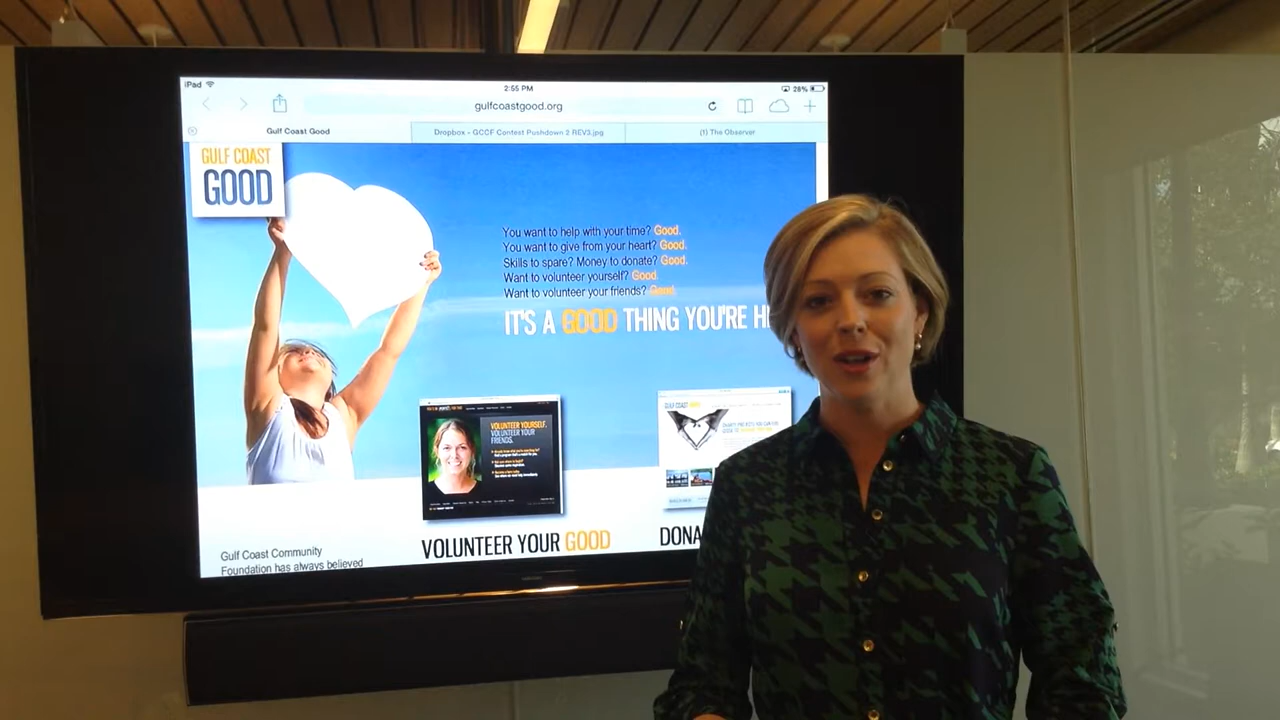 iPad
2:55 PM
28%
gulfcoastgood.org
Gulf Coast Good
Dropbox - GCCF Contest Pushdown 2 REV3.jpg
(1) The Observer
GULF COAST
GOOD
You want to help with your time? Good.
You want to give from your heart? Good.
Skills to spare? Money to donate? Good.
Want to volunteer yourself? Good.
Want to volunteer your friends? Good.
IT'S A GOOD THING YOU'RE H
VOLUNTEER YOURSELF.
VOLUNTEER YOUR
FRIENDS.
GULF COAST
VOLUNTEER YOUR GOOD
DONA
Gulf Coast Community
Foundation has always believed